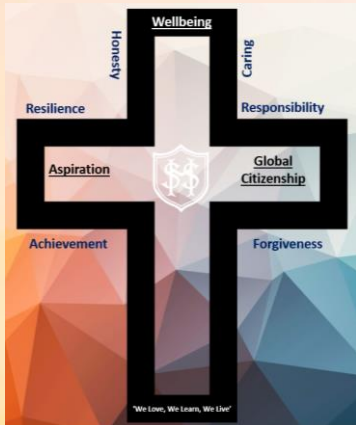 Wellbeing
Honesty
Caring
Resilience
Responsibility
Aspiration
Global
Citizenship
Achievement
Forgiveness
'We Love, We Learn, We Live'